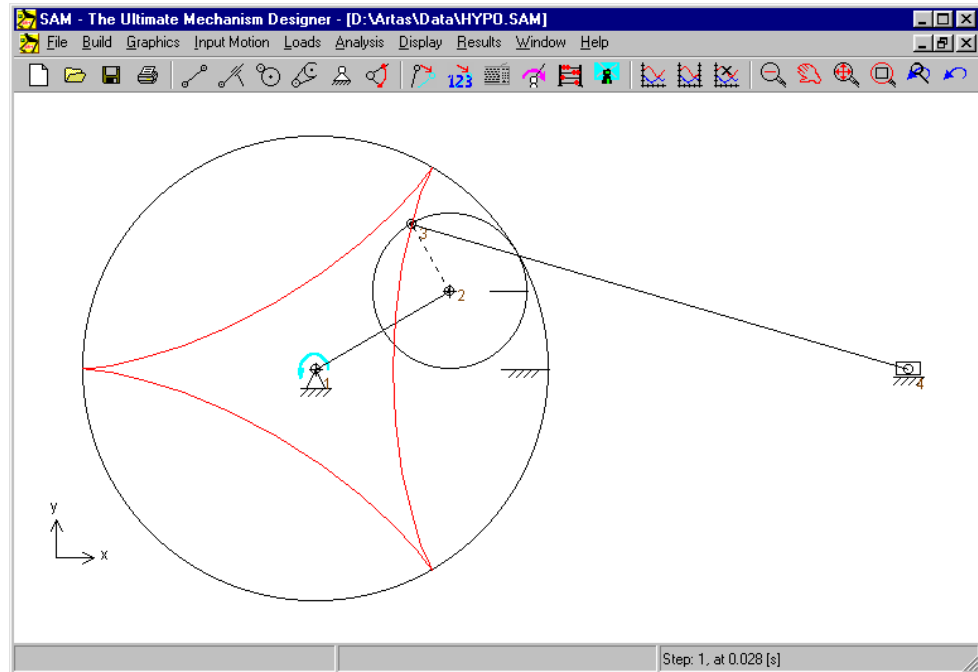 SAM - The Ultimate Mechanism Designer - [D:\Artas\Data\HYPO.SAM]
File Build Graphics Input Motion Loads Analysis Display Results Window Help
123
3
2
1
4
y
x
Step: 1, at 0.028 [s]